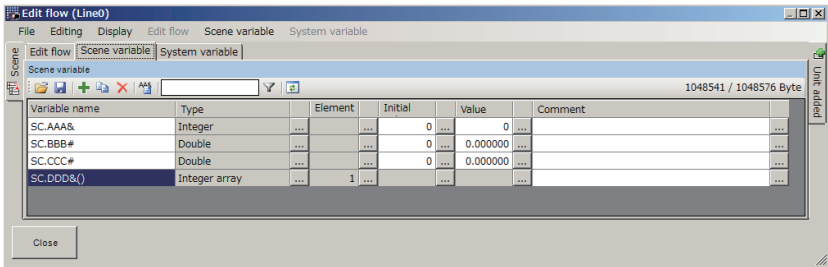 Edit flow (Line0)
File Editing Display Edit flow Scene variable System variable
Scene
Edit flow Scene variable System variable
Scene variable
1048541 / 1048576 Byte
Unit added
Variable name Type Element Initial Value Comment
SC.AAA& Integer ... ... 0 ... 0 ... ...
SC.BBB# Double ... ... 0 ... 0.000000 ... ...
SC.CCC# Double ... ... 0 ... 0.000000 ... ...
SC.DDD&() Integer array ... 1 ... ... ... ...
Close